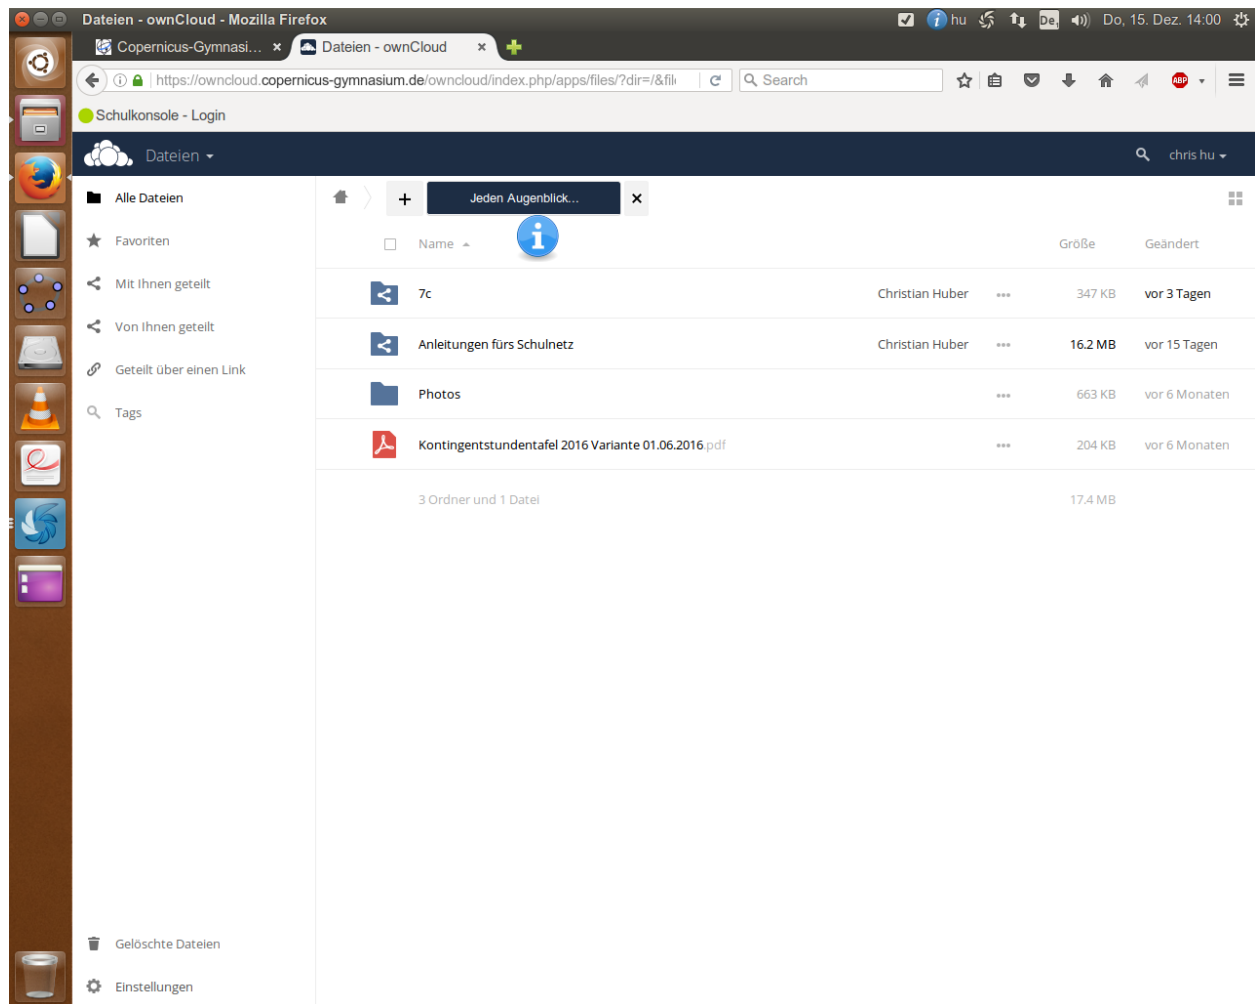 Dateien - ownCloud - Mozilla Firefox
hu De, Do, 15. Dez. 14:00
Copernicus-Gymnasi... × Dateien - ownCloud ×
https://owncloud.copernicus-gymnasium.de/owncloud/index.php/apps/files/?dir=/&fil Search ABP
Schulkonsole - Login
Dateien chris hu
Alle Dateien
Favoriten
Mit Ihnen geteilt
Von Ihnen geteilt
Geteilt über einen Link
Tags
+ Jeden Augenblick... ×
Name Größe Geändert
7c Christian Huber ••• 347 KB vor 3 Tagen
Anleitungen fürs Schulnetz Christian Huber ••• 16.2 MB vor 15 Tagen
Photos ••• 663 KB vor 6 Monaten
Kontingentstundentafel 2016 Variante 01.06.2016.pdf ••• 204 KB vor 6 Monaten
3 Ordner und 1 Datei 17.4 MB
Gelöschte Dateien
Einstellungen